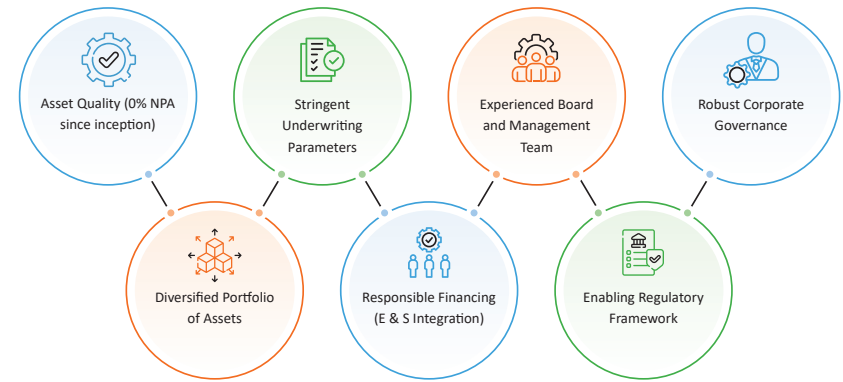 Asset Quality (0% NPA
since inception)
Stringent
Underwriting
Parameters
Experienced Board
and Management
Team
Robust Corporate
Governance
Diversified Portfolio
of Assets
Responsible Financing
(E & S Integration)
Enabling Regulatory
Framework